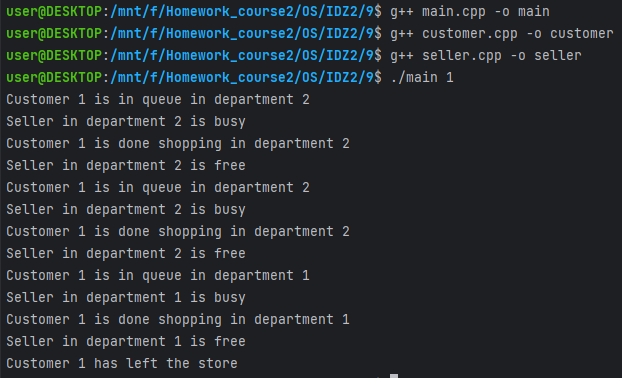 user@DESKTOP:/mnt/f/Homework_course2/OS/IDZ2/9$ g++ main.cpp -o main
user@DESKTOP:/mnt/f/Homework_course2/OS/IDZ2/9$ g++ customer.cpp -o customer
user@DESKTOP:/mnt/f/Homework_course2/OS/IDZ2/9$ g++ seller.cpp -o seller
user@DESKTOP:/mnt/f/Homework_course2/OS/IDZ2/9$ ./main 1
Customer 1 is in queue in department 2
Seller in department 2 is busy
Customer 1 is done shopping in department 2
Seller in department 2 is free
Customer 1 is in queue in department 2
Seller in department 2 is busy
Customer 1 is done shopping in department 2
Seller in department 2 is free
Customer 1 is in queue in department 1
Seller in department 1 is busy
Customer 1 is done shopping in department 1
Seller in department 1 is free
Customer 1 has left the store